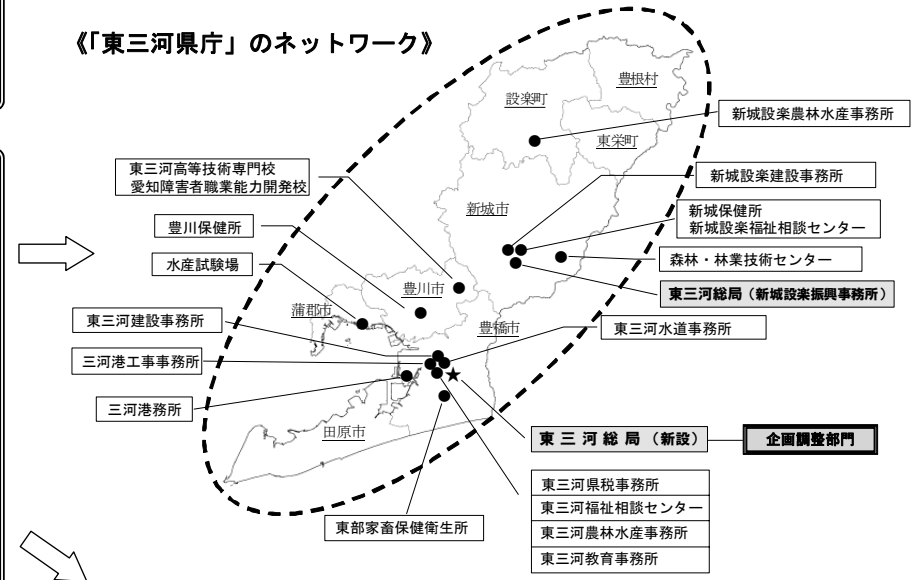 《「東三河県庁」のネットワーク》
豊根村
設楽町
東栄町
新城設楽農林水産事務所
東三河高等技術専門校
愛知障害者職業能力開発校
新城設楽建設事務所
新城市
新城保健所
新城設楽福祉相談センター
豊川保健所
森林・林業技術センター
水産試験場
豊川市
東三河総局(新城設楽振興事務所)
蒲郡市
東三河建設事務所
豊橋市
東三河水道事務所
三河港工事事務所
三河港務所
田原市
東三河総局(新設)
企画調整部門
東三河県税事務所
東三河福祉相談センター
東三河農林水産事務所
東三河教育事務所
東部家畜保健衛生所